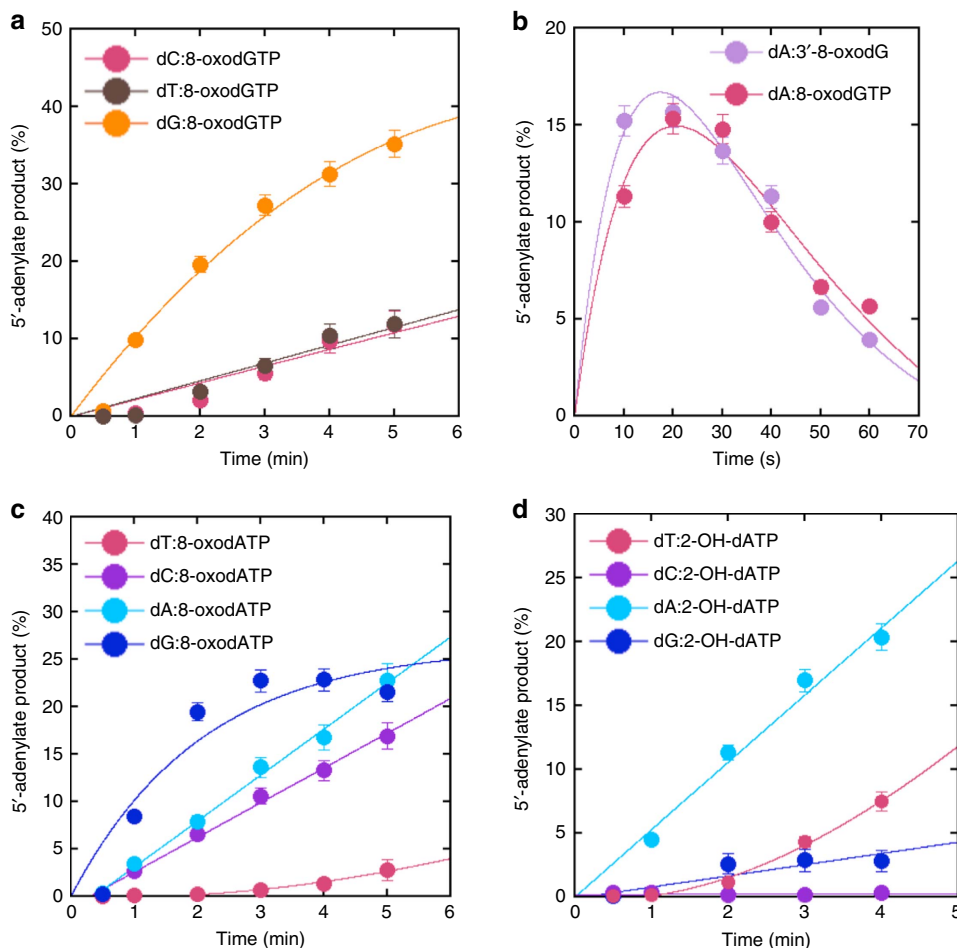 a
50
40
30
20
10
0
0 1 2 3 4 5 6
5′-adenylate product (%)
Time (min)
dC:8-oxodGTP
dT:8-oxodGTP
dG:8-oxodGTP
b
20
15
10
5
0
0 10 20 30 40 50 60 70
5′-adenylate product (%)
Time (s)
dA:3′-8-oxodG
dA:8-oxodGTP
c
40
35
30
25
20
15
10
5
0
0 1 2 3 4 5 6
5′-adenylate product (%)
Time (min)
dT:8-oxodATP
dC:8-oxodATP
dA:8-oxodATP
dG:8-oxodATP
d
30
25
20
15
10
5
0
0 1 2 3 4 5
5′-adenylate product (%)
Time (min)
dT:2-OH-dATP
dC:2-OH-dATP
dA:2-OH-dATP
dG:2-OH-dATP